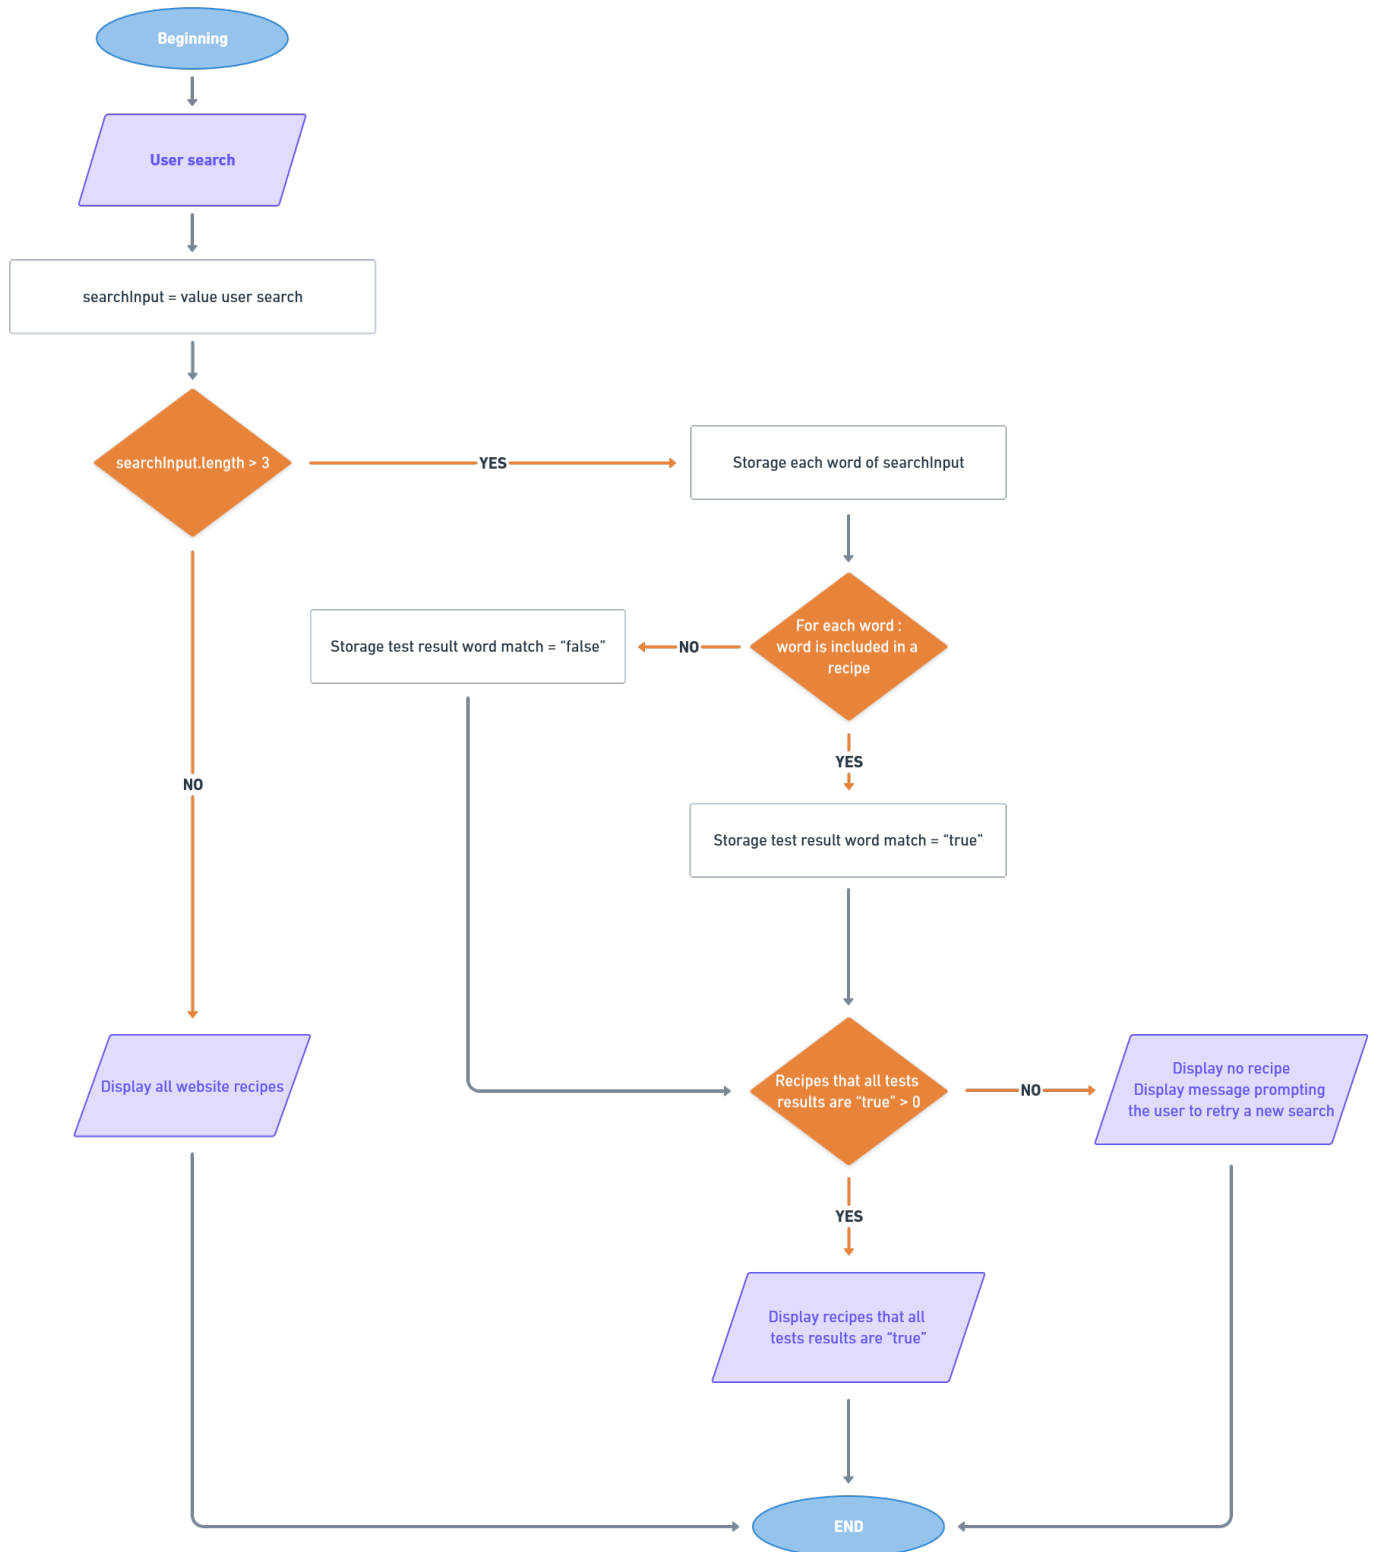 Beginning
User search
searchInput = value user search
searchInput.length > 3
YES
Storage each word of searchInput
For each word :
word is included in a
recipe
NO
Storage test result word match = “false”
YES
Storage test result word match = “true”
NO
Display all website recipes
Recipes that all tests
results are “true” > 0
NO
Display no recipe
Display message prompting
the user to retry a new search
YES
Display recipes that all
tests results are “true”
END